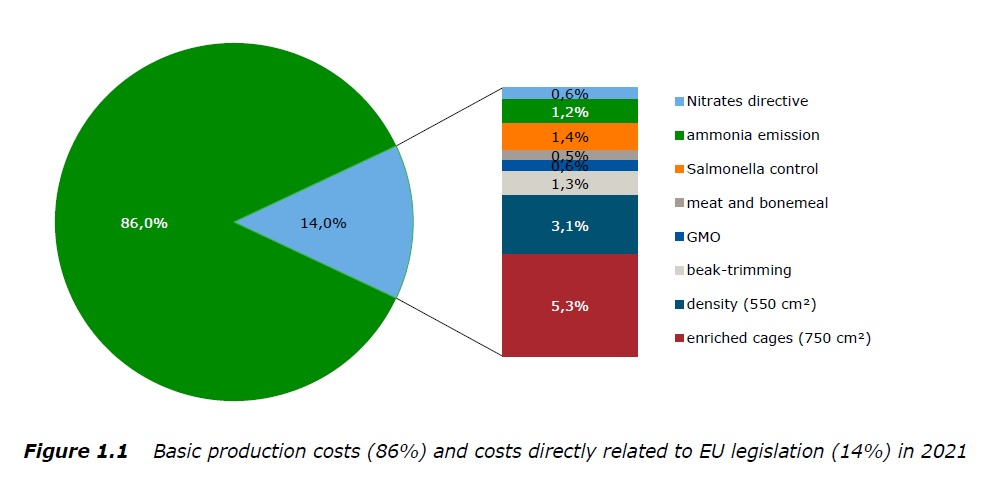 86,0%
14,0%
0,6%
1,2%
1,4%
0,5%
0,6%
1,3%
3,1%
5,3%
Nitrates directive
ammonia emission
Salmonella control
meat and bonemeal
GMO
beak-trimming
density (550 cm²)
enriched cages (750 cm²)
Figure 1.1 Basic production costs (86%) and costs directly related to EU legislation (14%) in 2021